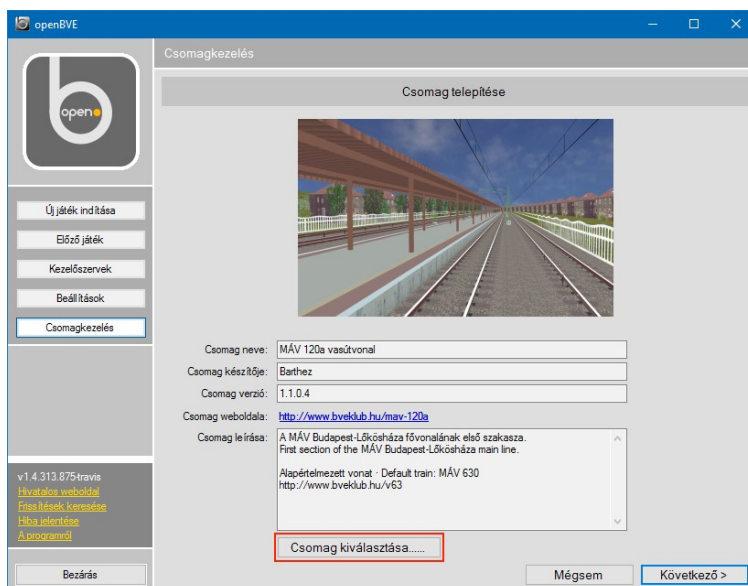 openBVE
open
Csomagkezelés
Csomag telepítése
Új játék indítása
Előző játék
Kezelőszervek
Beállítások
Csomagkezelés
Csomag neve: MÁV 120a vasútvonal
Csomag készítője: Barthez
Csomag verzió: 1.1.0.4
Csomag weboldala: http://www.bveklub.hu/mav-120a
Csomag leírása: A MÁV Budapest-Lőkösháza fővonalának első szakasza.
First section of the MÁV Budapest-Lőkösháza main line.
Alapértelmezett vonat · Default train: MÁV 630
http://www.bveklub.hu/v63
v1.4.313.875-travis
Hivatalos weboldal
Frissítések keresése
Hiba jelentése
A programról
Csomag kiválasztása......
Bezárás
Mégsem
Következő >